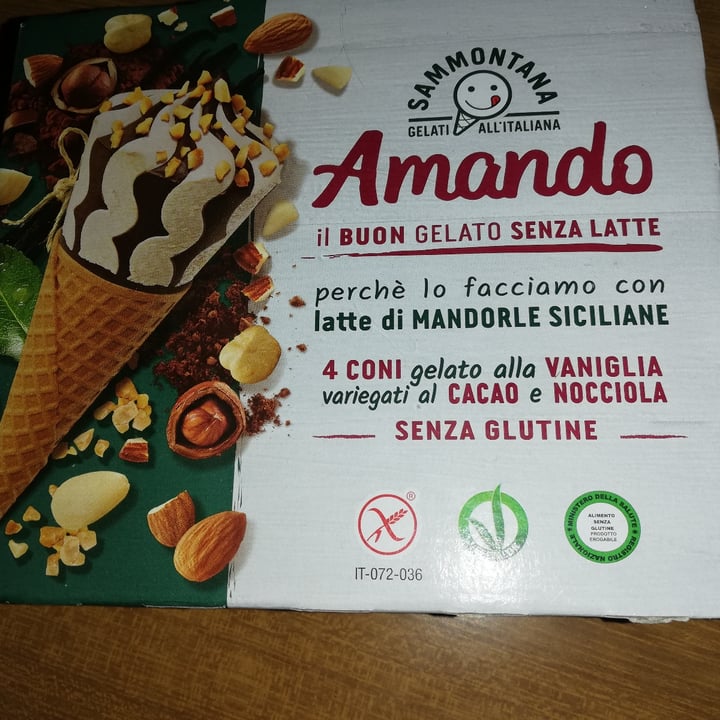 SAMMONTANA
GELATI ALL'ITALIANA
Amando
il BUON GELATO SENZA LATTE
perchè lo facciamo con
latte di MANDORLE SICILIANE
4 CONI gelato alla VANIGLIA
variegati al CACAO e NOCCIOLA
SENZA GLUTINE
®
IT-072-036
MINISTERO DELLA SALUTE
ALIMENTO
SENZA
GLUTINE
PRODOTTO
EROGABILE
REGISTRO NAZIONALE